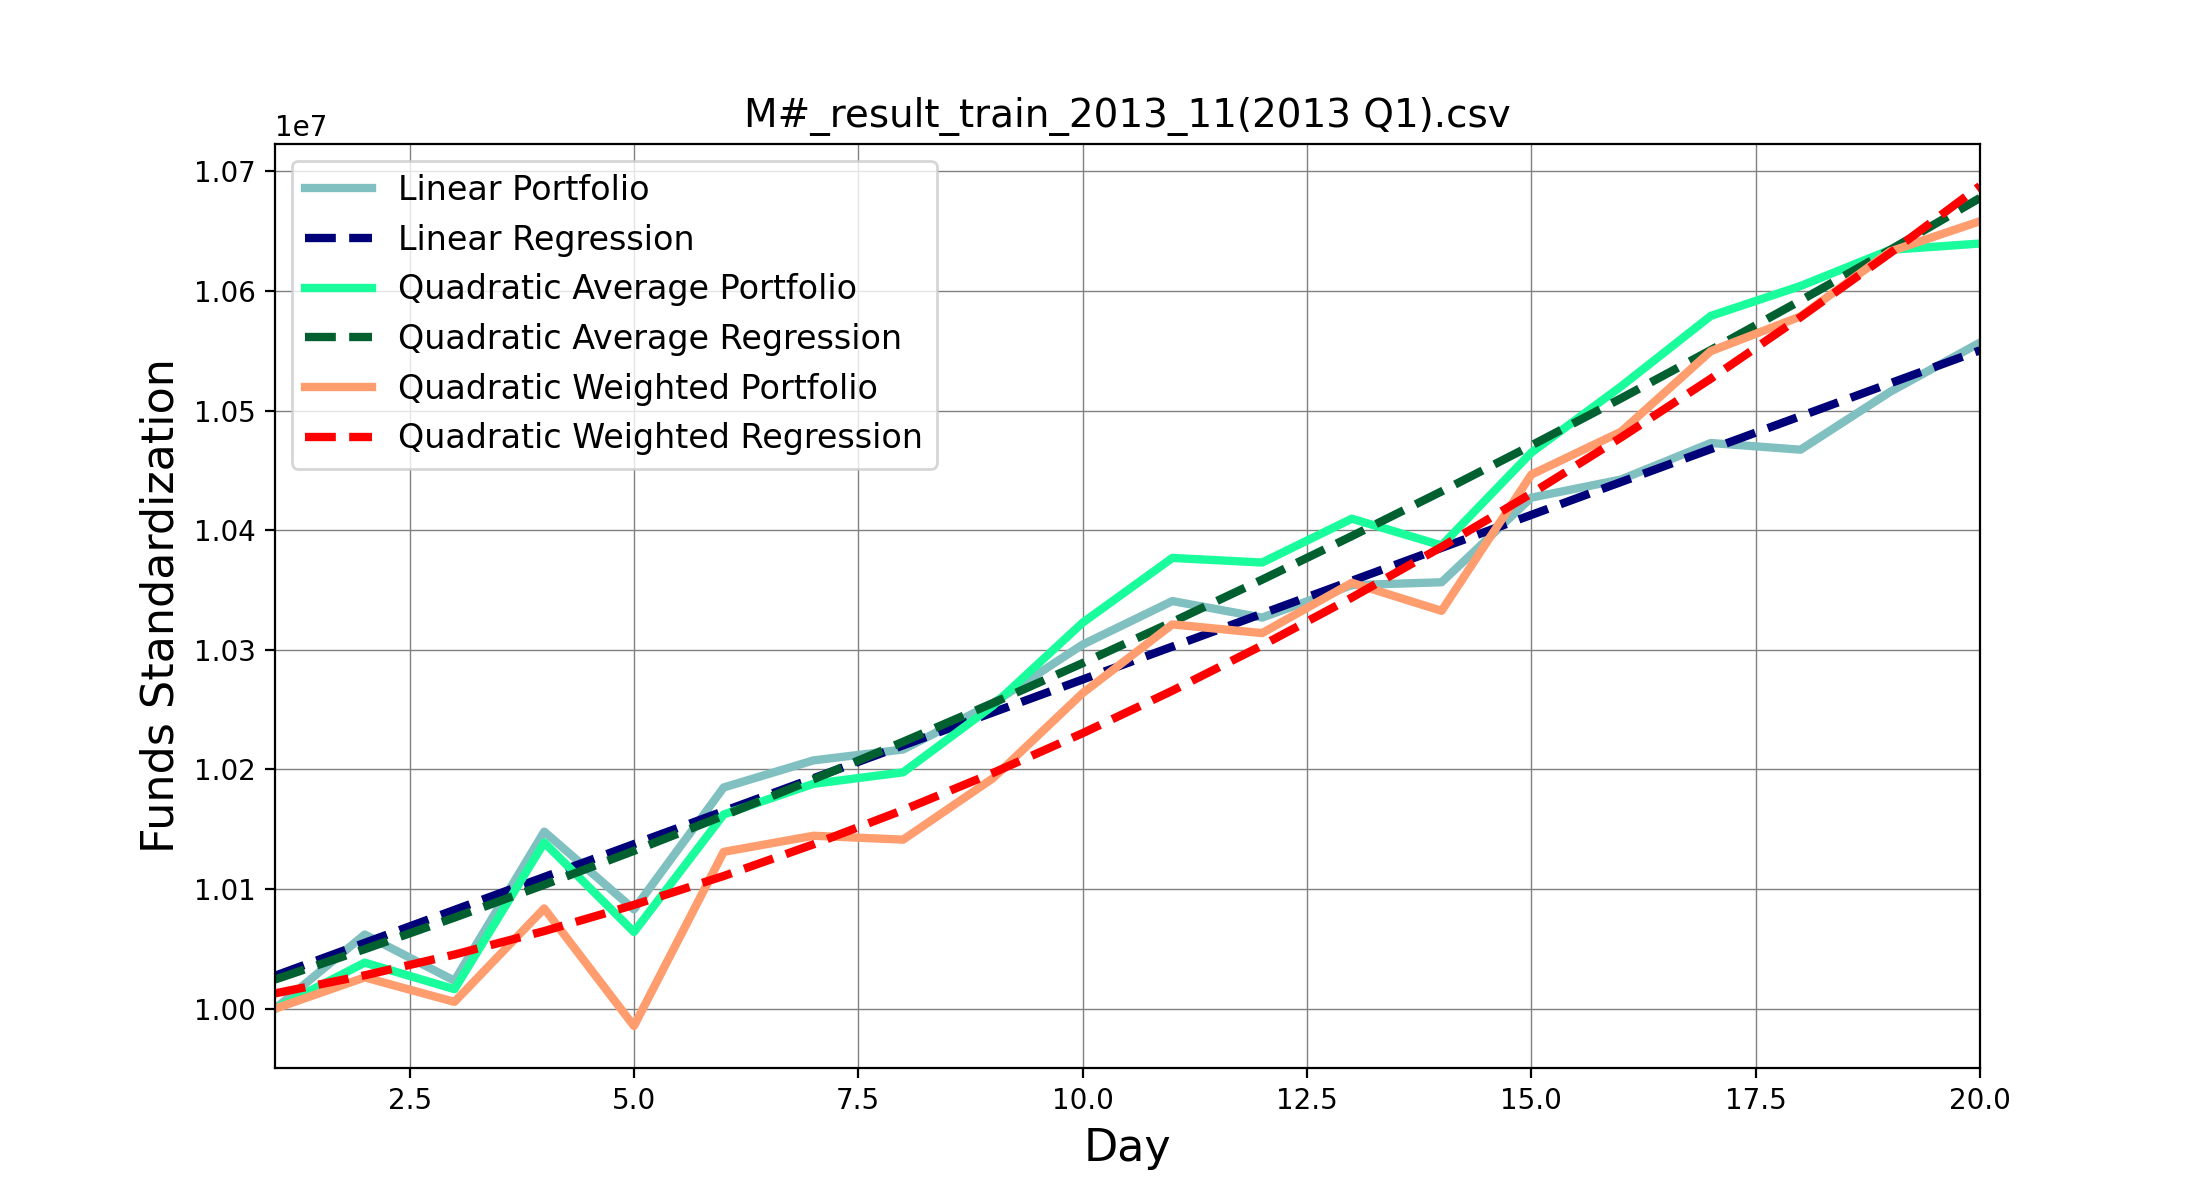 M#_result_train_2013_11(2013 Q1).csv
1e7
1.07
1.06
1.05
1.04
1.03
1.02
1.01
1.00
Funds Standardization
Linear Portfolio
Linear Regression
Quadratic Average Portfolio
Quadratic Average Regression
Quadratic Weighted Portfolio
Quadratic Weighted Regression
2.5 5.0 7.5 10.0 12.5 15.0 17.5 20.0
Day